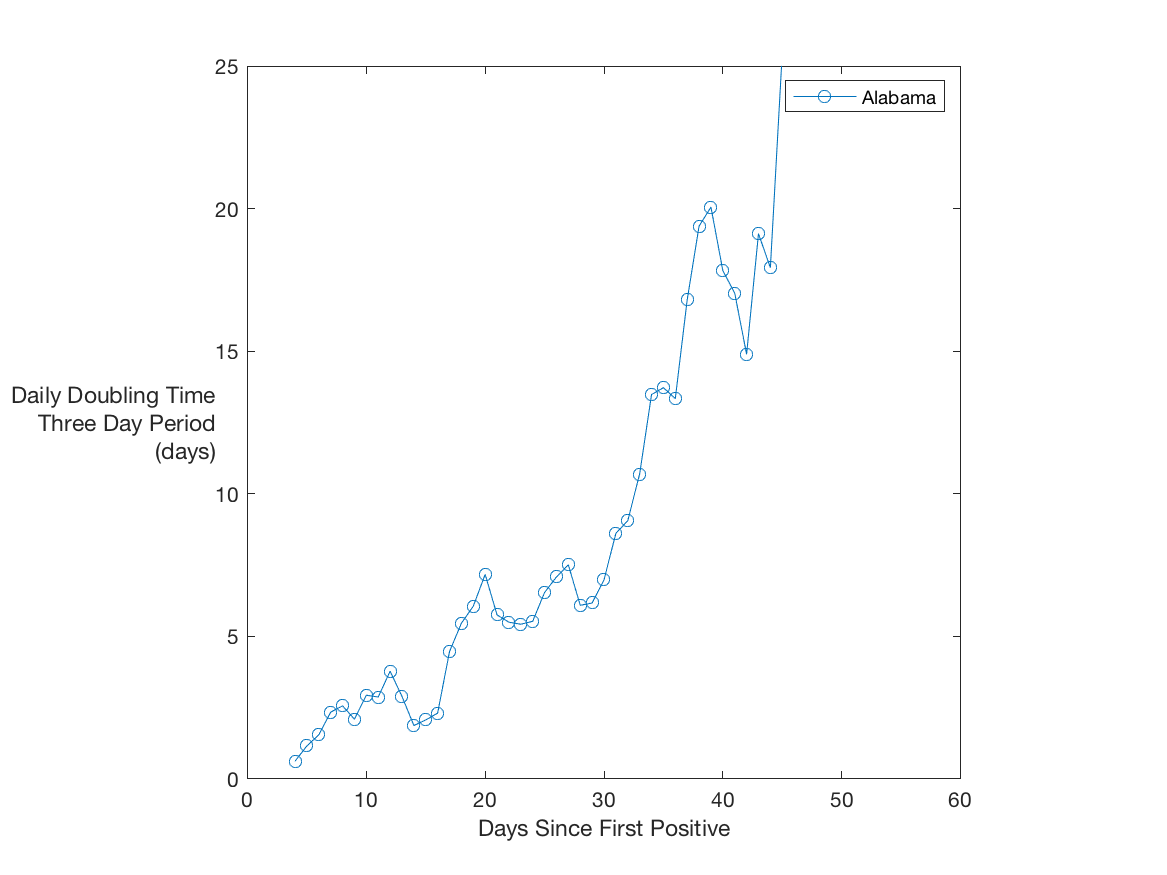 25
Alabama
20
15
Daily Doubling Time
Three Day Period
(days)
10
5
0
0 10 20 30 40 50 60
Days Since First Positive